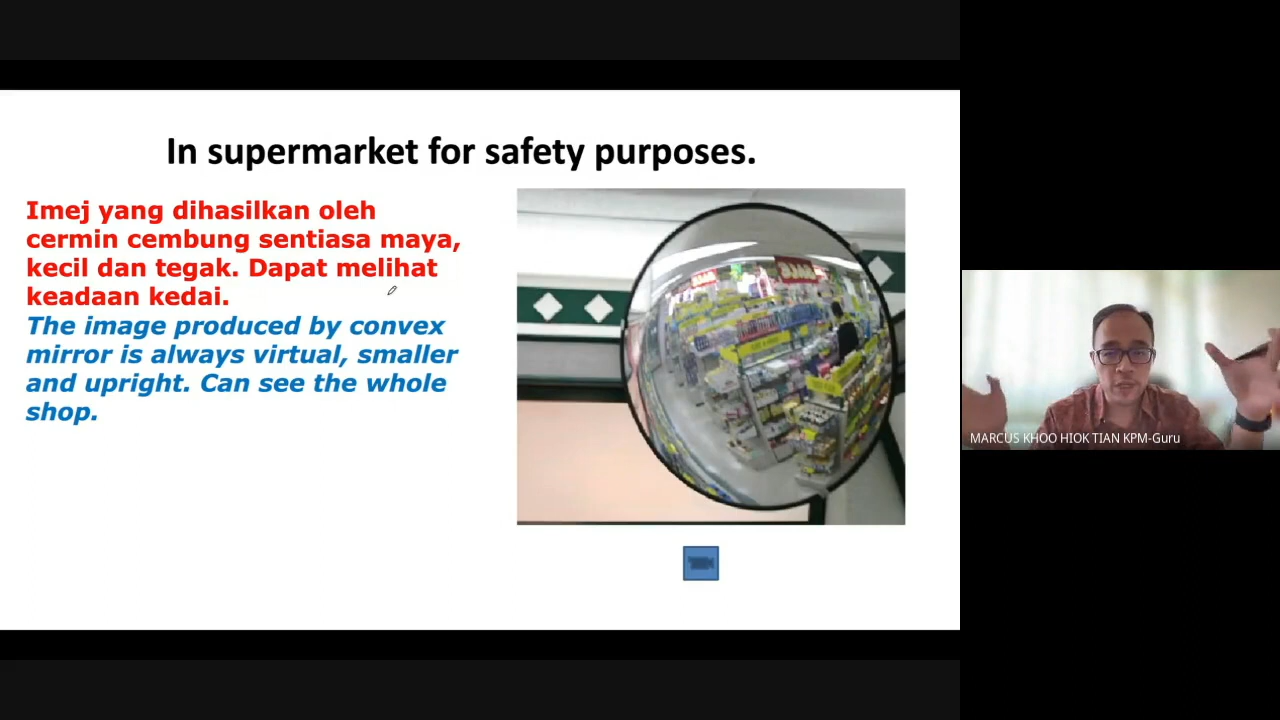 In supermarket for safety purposes.
Imej yang dihasilkan oleh
cermin cembung sentiasa maya,
kecil dan tegak. Dapat melihat
keadaan kedai.
The image produced by convex
mirror is always virtual, smaller
and upright. Can see the whole
shop.
MARCUS KHOO HIOK TIAN KPM-Guru